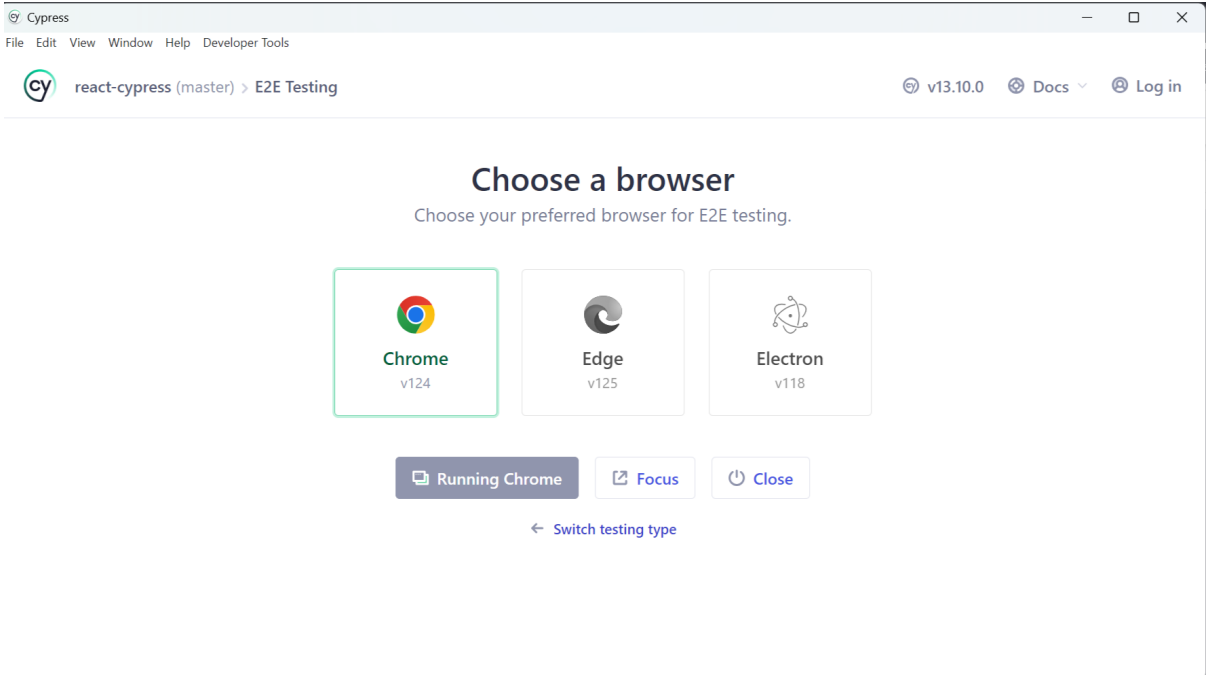 Cypress
File Edit View Window Help Developer Tools
cy react-cypress (master) > E2E Testing cy v13.10.0 Docs Log in
Choose a browser
Choose your preferred browser for E2E testing.
Chrome Edge Electron
v124 v125 v118
Running Chrome Focus Close
← Switch testing type